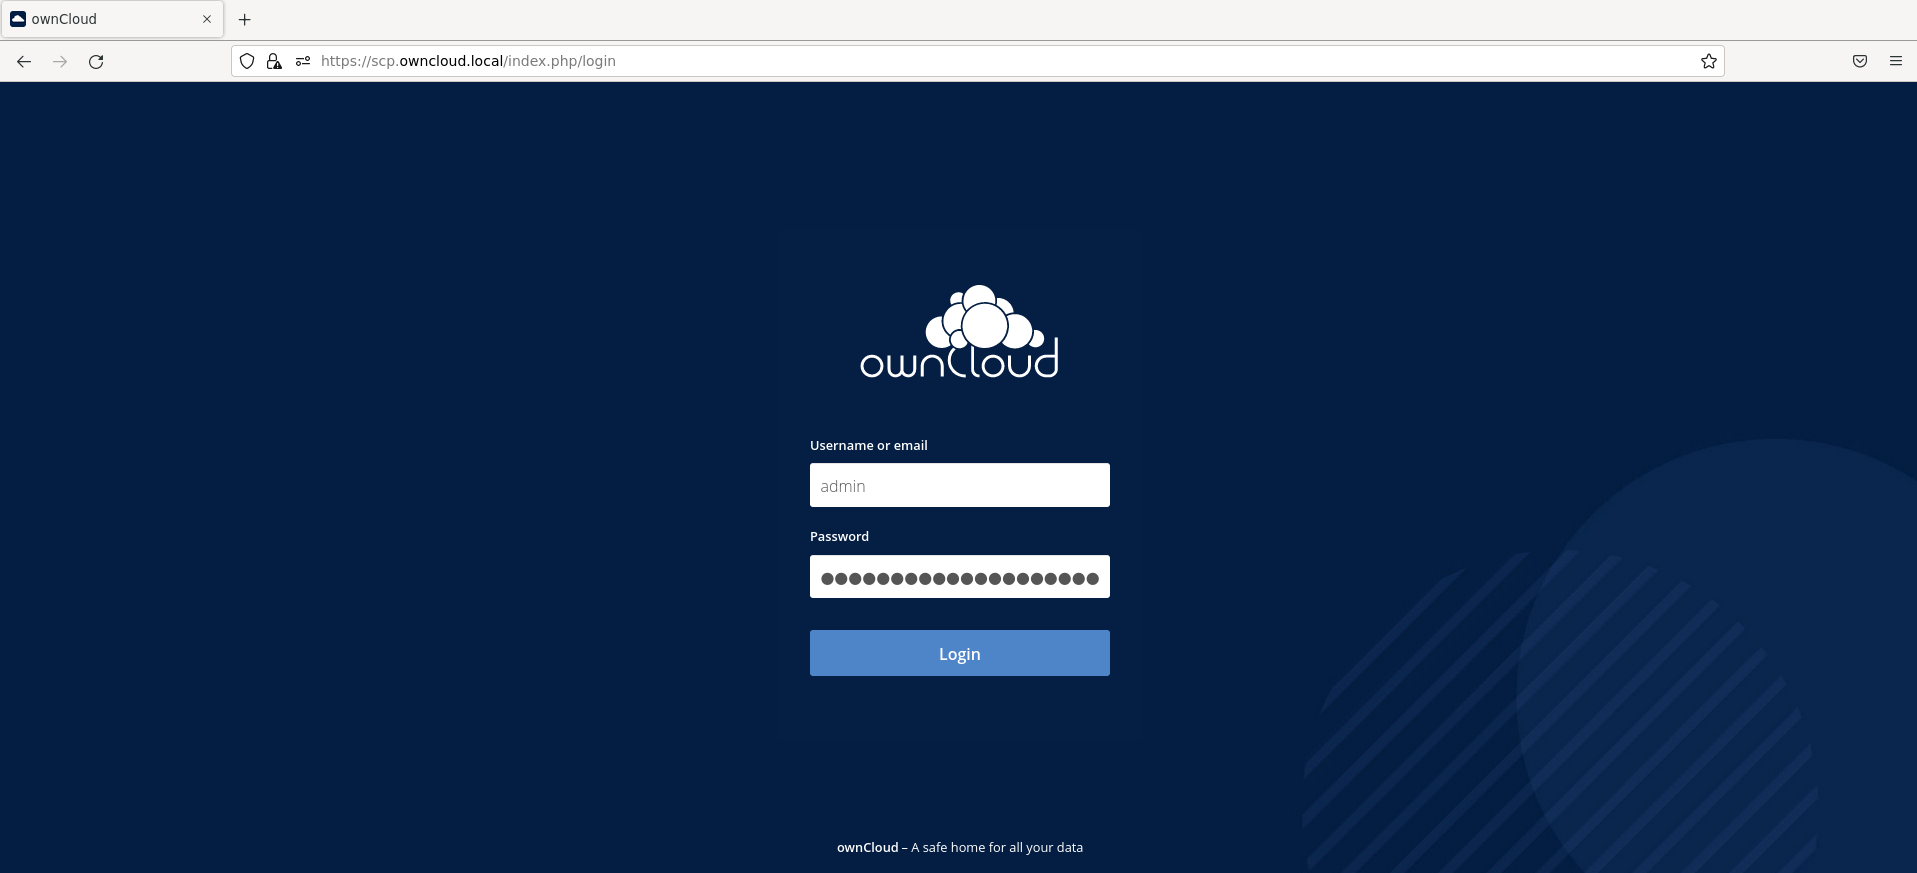 ownCloud
https://scp.owncloud.local/index.php/login
ownCloud
Username or email
admin
Password
●●●●●●●●●●●●●●●●●●●●
Login
ownCloud – A safe home for all your data